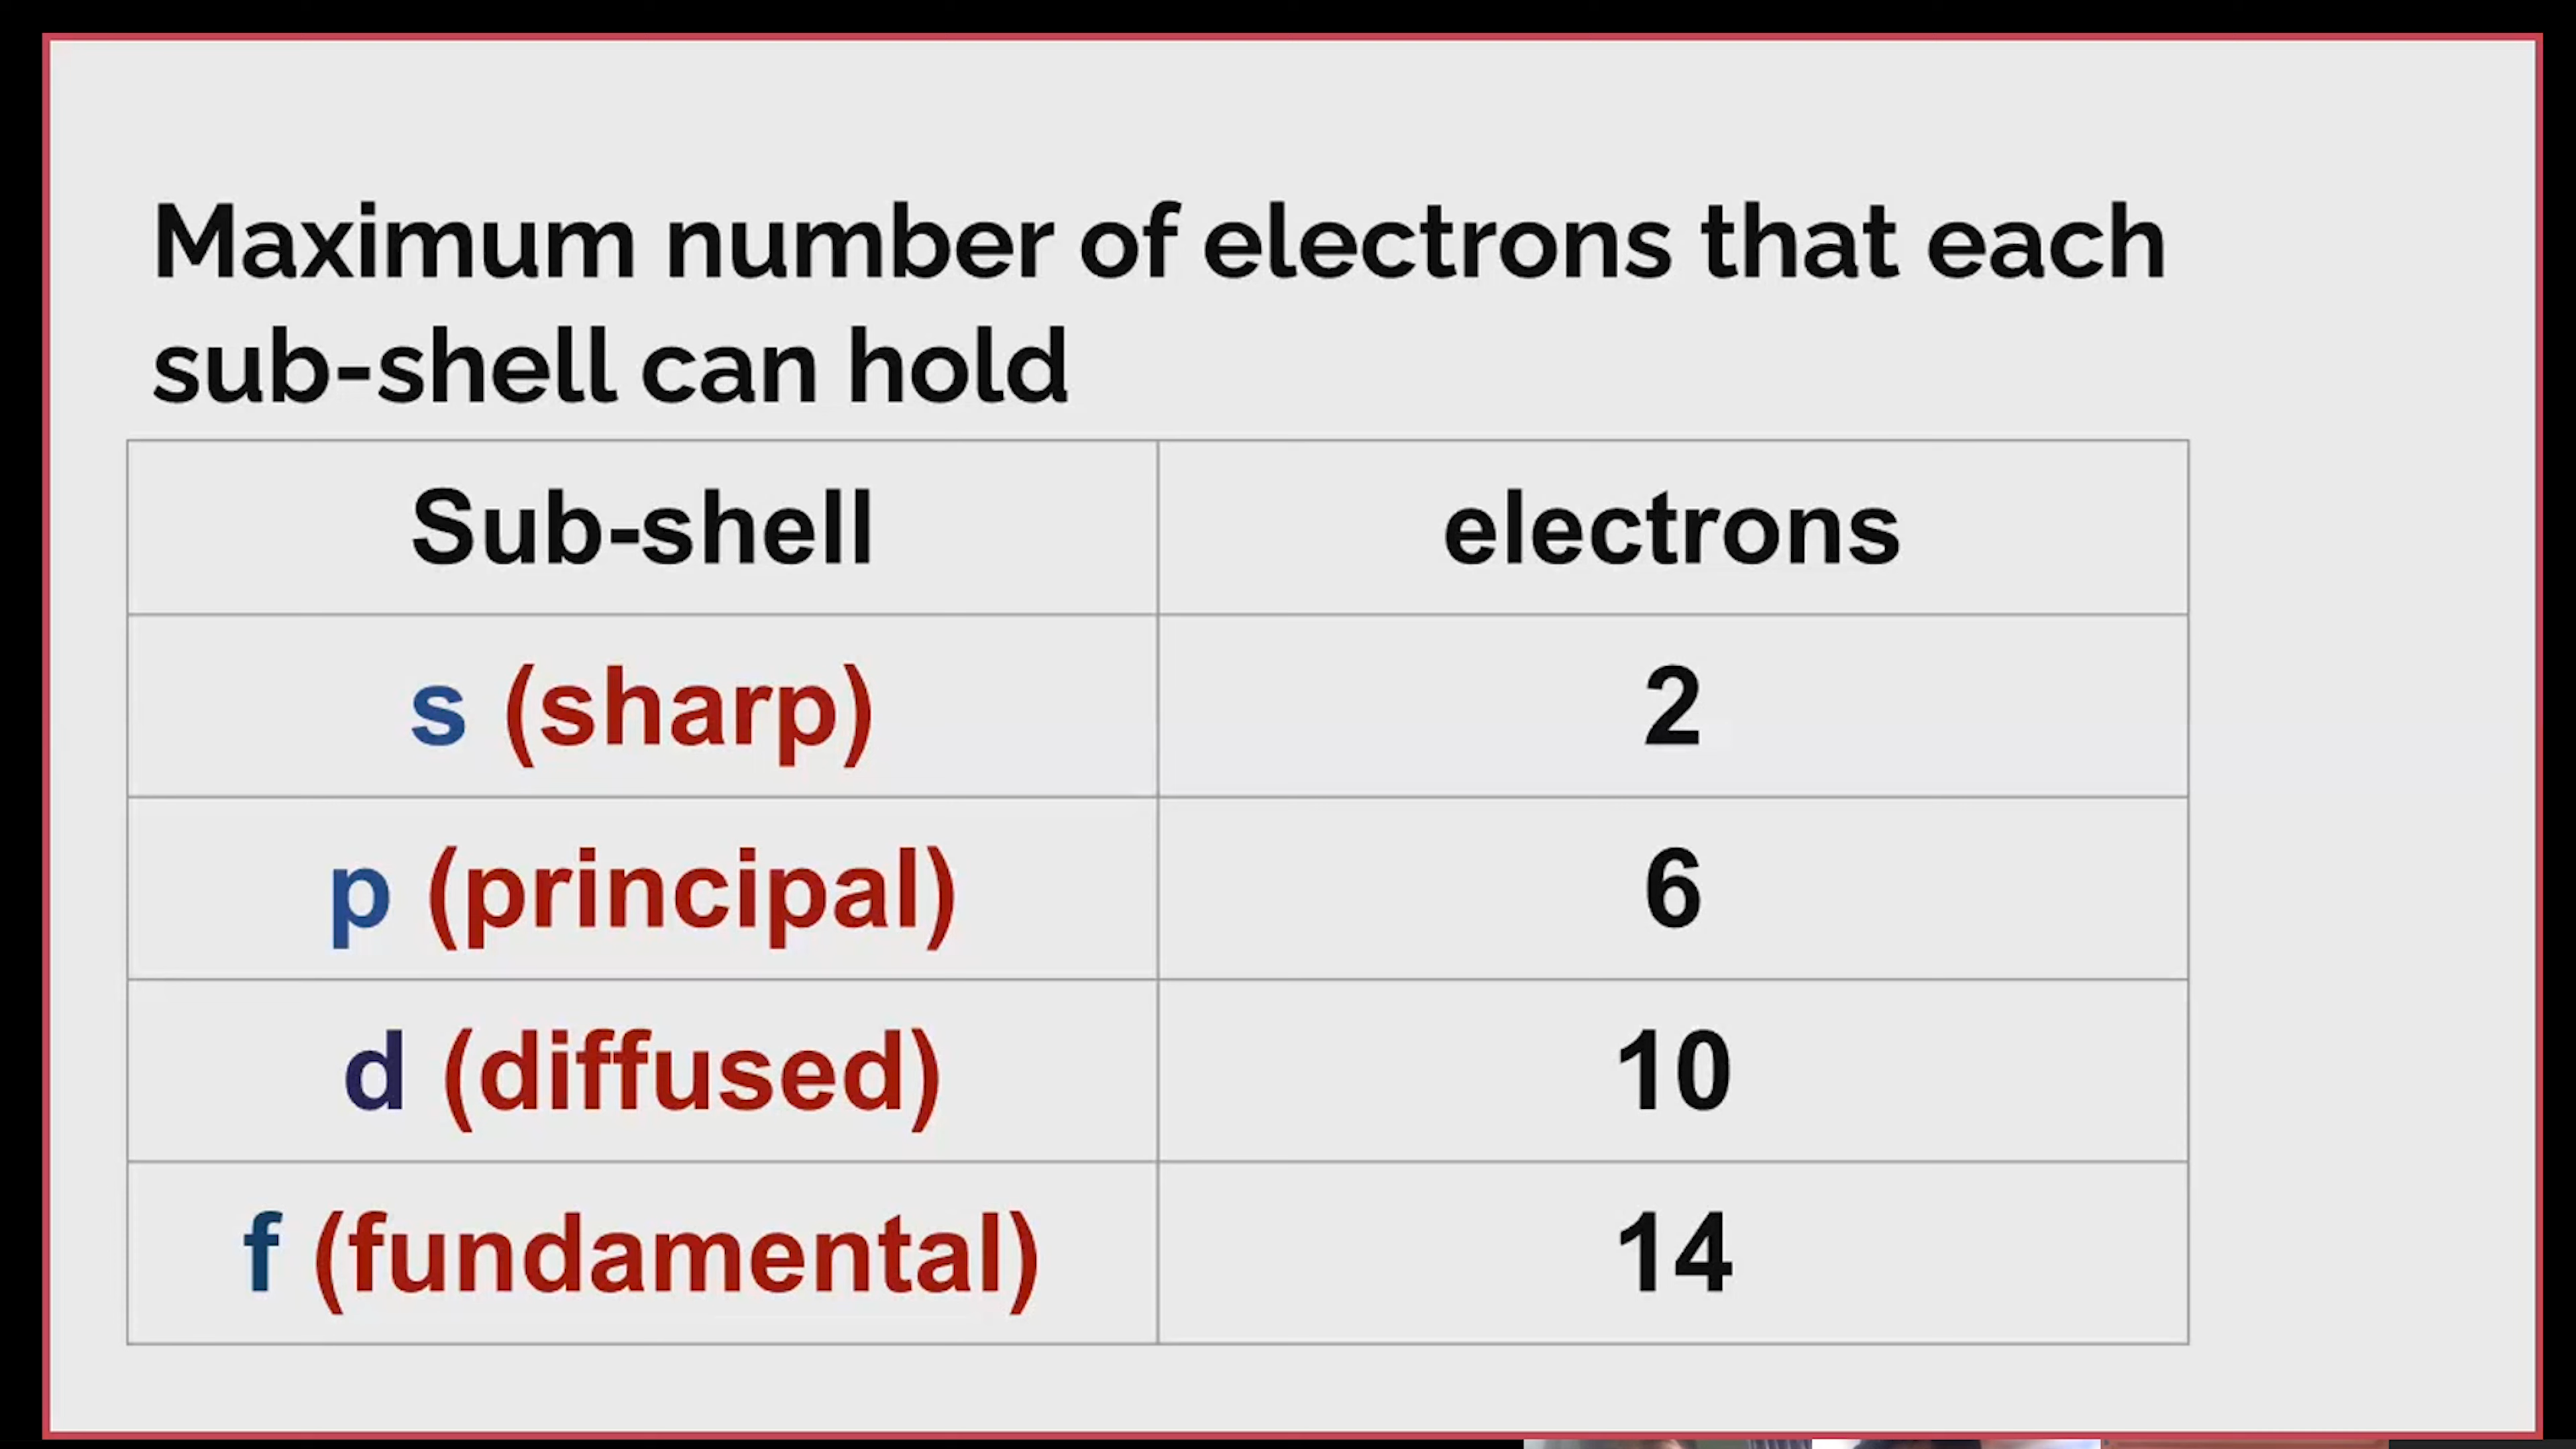 Maximum number of electrons that each
sub-shell can hold
Sub-shell electrons
s (sharp) 2
p (principal) 6
d (diffused) 10
f (fundamental) 14